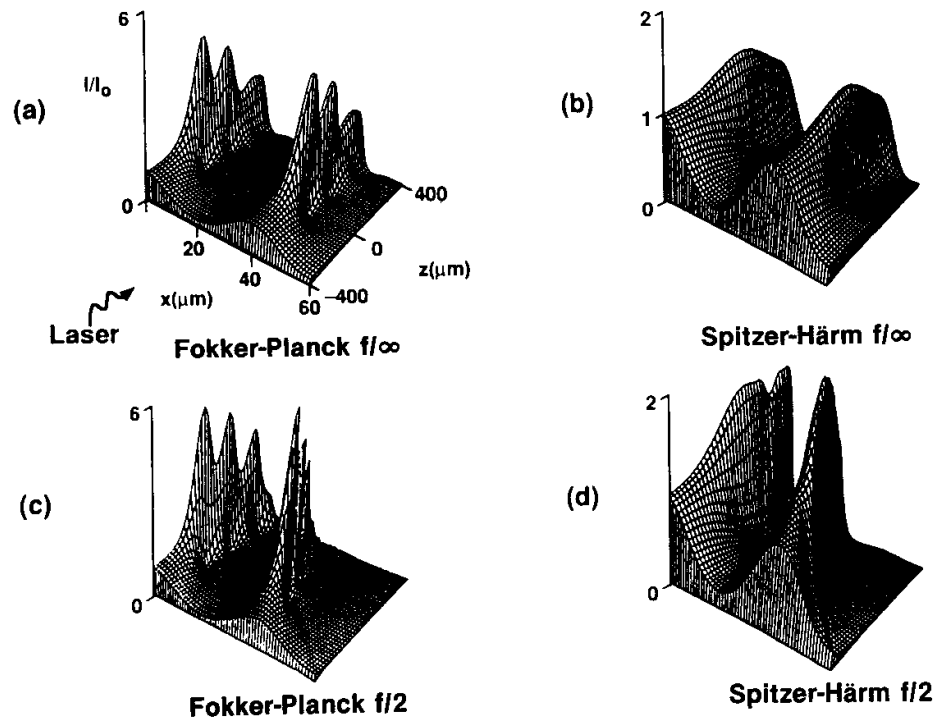 (a)
6
I/I₀
0
20
40
60
x(μm)
400
0
−400
z(μm)
Laser
Fokker-Planck f/∞
(b)
2
1
0
Spitzer-Härm f/∞
(c)
6
0
Fokker-Planck f/2
(d)
2
0
Spitzer-Härm f/2